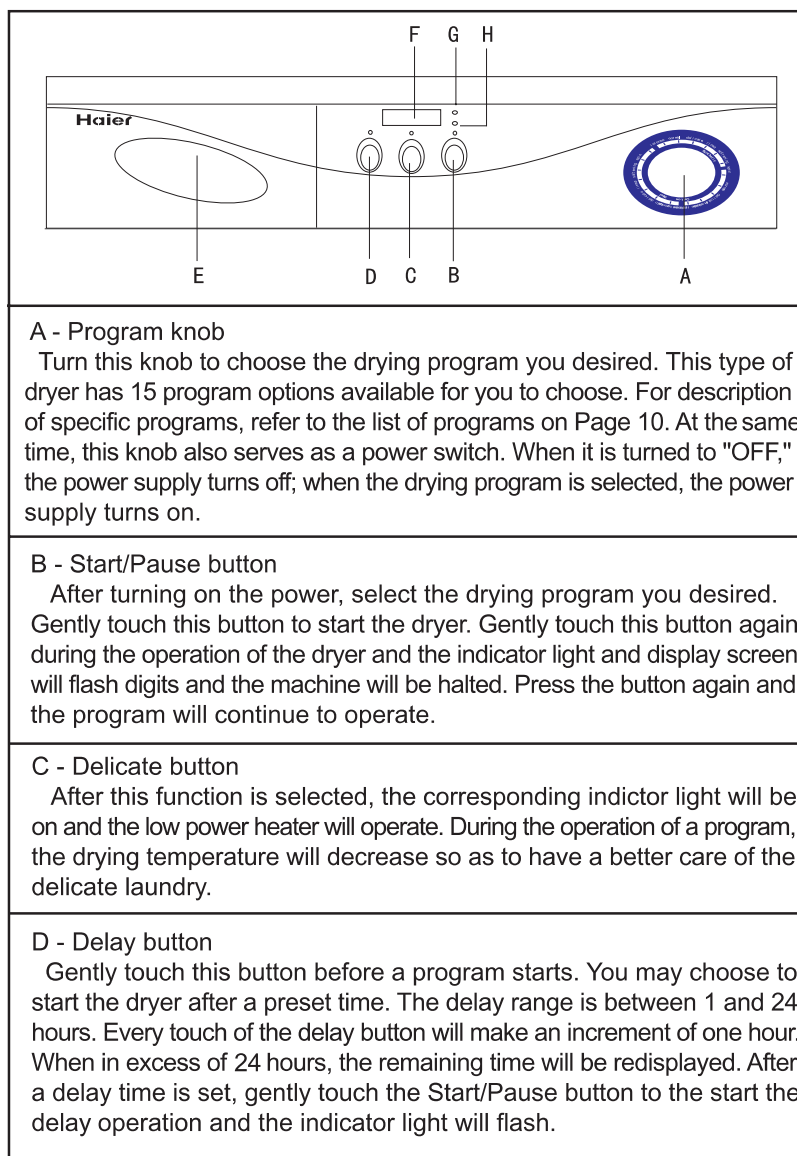 F G H
Haier
E D C B A
A - Program knob
Turn this knob to choose the drying program you desired. This type of
dryer has 15 program options available for you to choose. For description
of specific programs, refer to the list of programs on Page 10. At the same
time, this knob also serves as a power switch. When it is turned to "OFF,"
the power supply turns off; when the drying program is selected, the power
supply turns on.
B - Start/Pause button
After turning on the power, select the drying program you desired.
Gently touch this button to start the dryer. Gently touch this button again
during the operation of the dryer and the indicator light and display screen
will flash digits and the machine will be halted. Press the button again and
the program will continue to operate.
C - Delicate button
After this function is selected, the corresponding indictor light will be
on and the low power heater will operate. During the operation of a program,
the drying temperature will decrease so as to have a better care of the
delicate laundry.
D - Delay button
Gently touch this button before a program starts. You may choose to
start the dryer after a preset time. The delay range is between 1 and 24
hours. Every touch of the delay button will make an increment of one hour.
When in excess of 24 hours, the remaining time will be redisplayed. After
a delay time is set, gently touch the Start/Pause button to the start the
delay operation and the indicator light will flash.